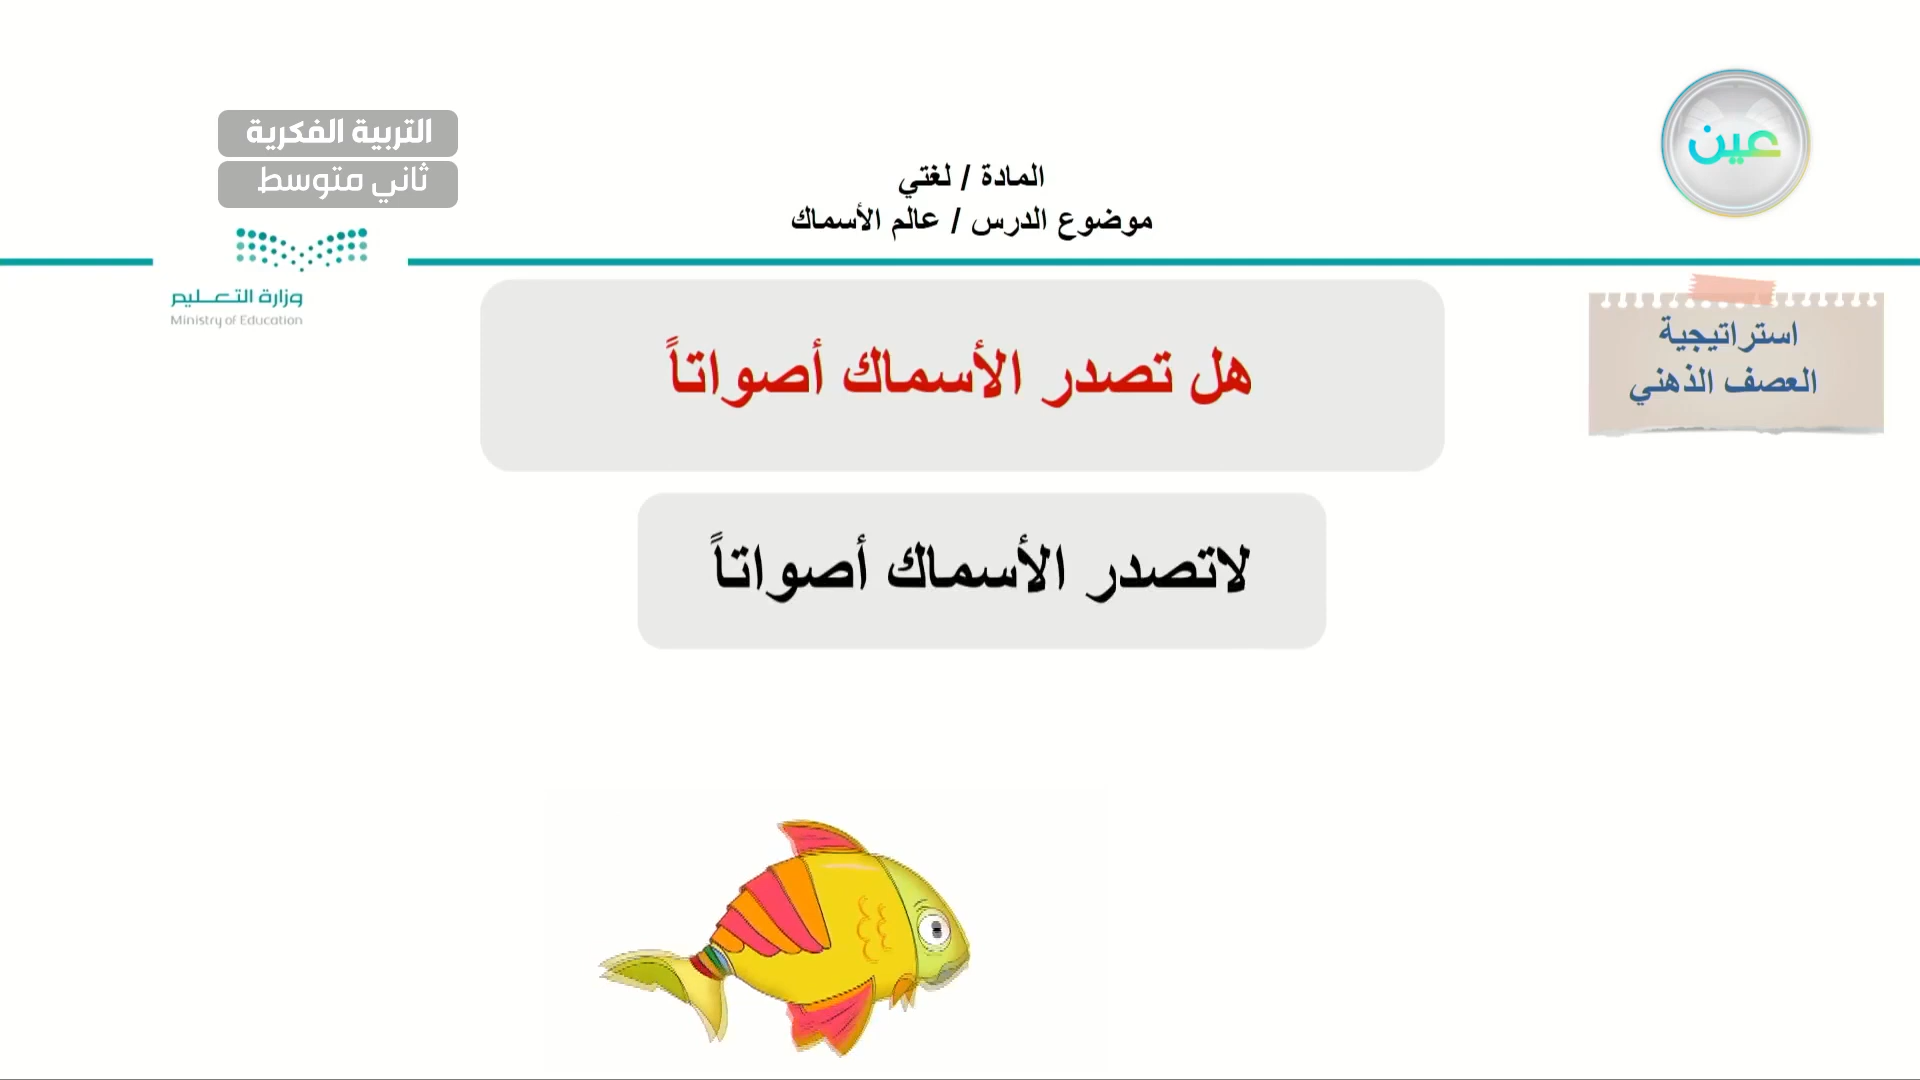 عين
التربية الفكرية
ثاني متوسط
المادة / لغتي
موضوع الدرس / عالم الأسماك
وزارة التعليم
Ministry of Education
استراتيجية
العصف الذهني
هل تصدر الأسماك أصواتاً
لاتصدر الأسماك أصواتاً